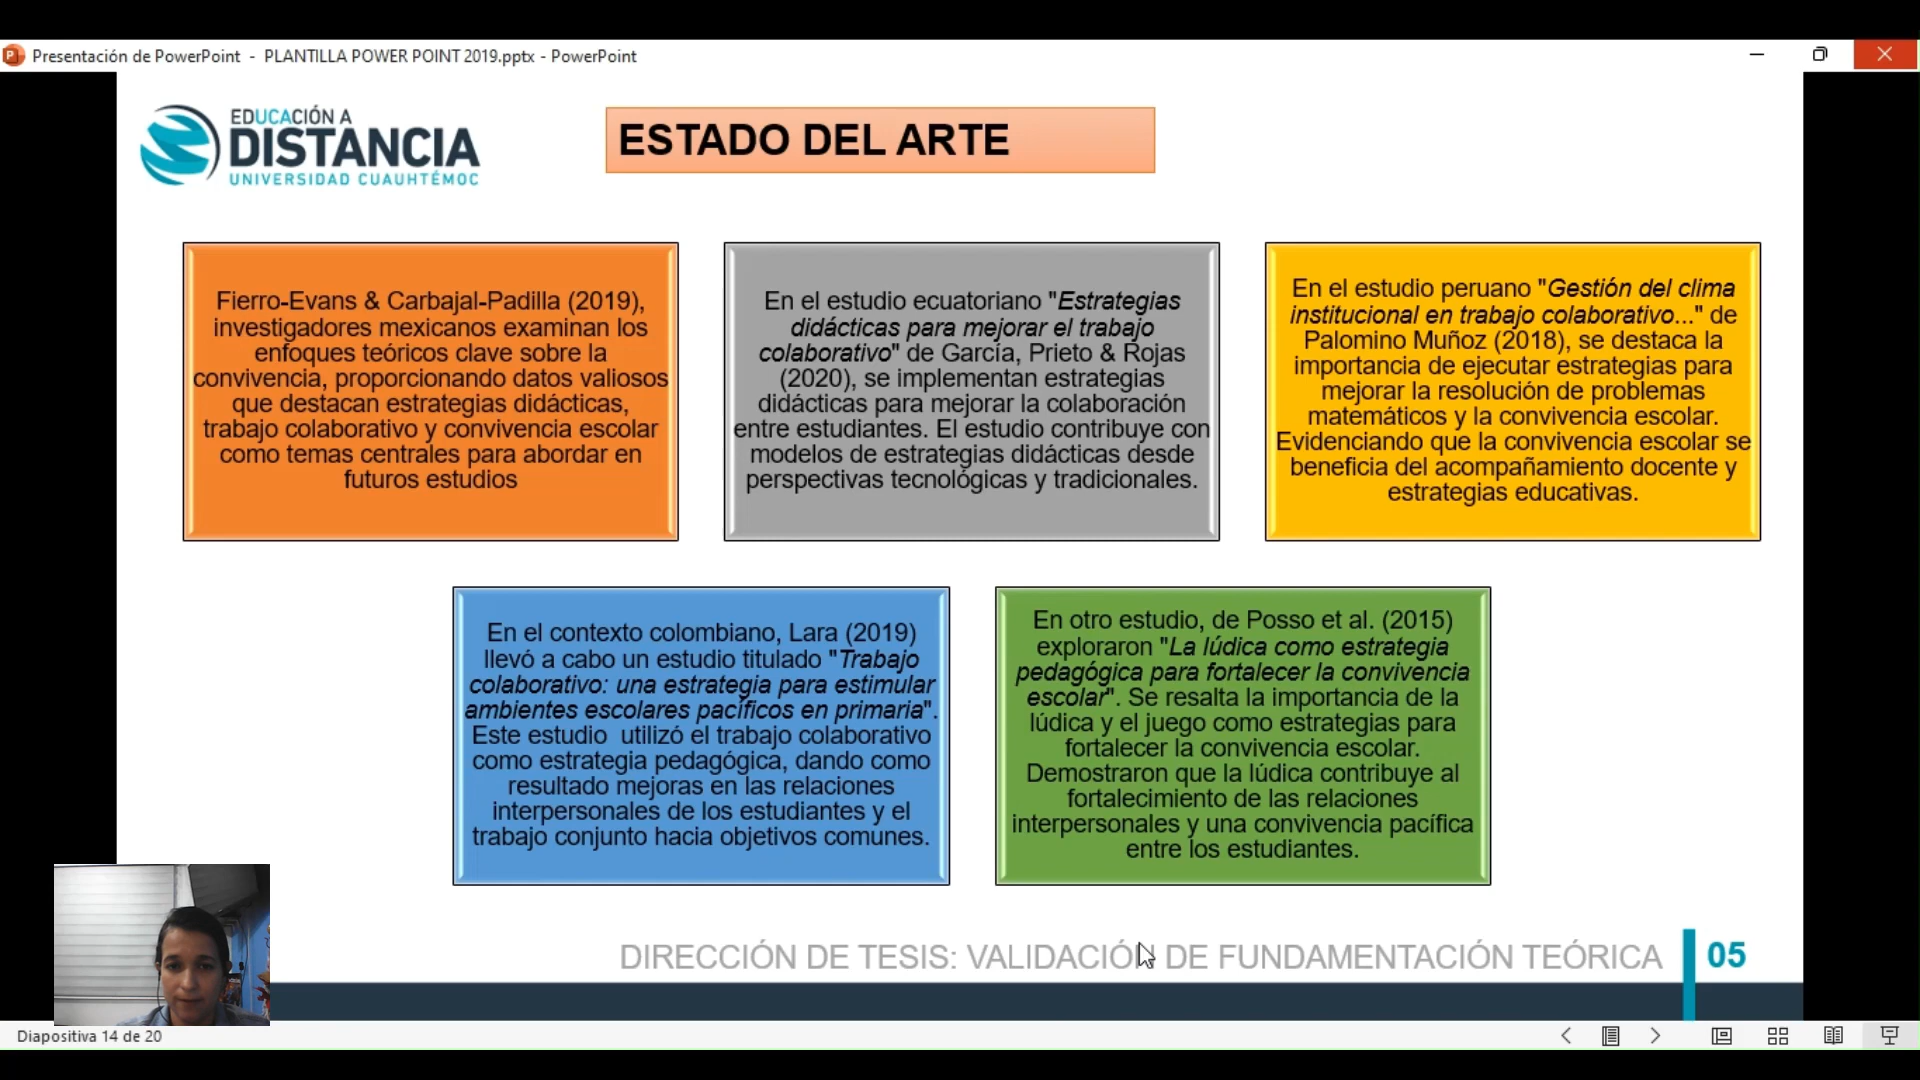 Presentación de PowerPoint - PLANTILLA POWER POINT 2019.pptx - PowerPoint
EDUCACIÓN A
DISTANCIA
UNIVERSIDAD CUAUHTÉMOC
ESTADO DEL ARTE
Fierro-Evans & Carbajal-Padilla (2019),
investigadores mexicanos examinan los
enfoques teóricos clave sobre la
convivencia, proporcionando datos valiosos
que destacan estrategias didácticas,
trabajo colaborativo y convivencia escolar
como temas centrales para abordar en
futuros estudios
En el estudio ecuatoriano "Estrategias
didácticas para mejorar el trabajo
colaborativo" de García, Prieto & Rojas
(2020), se implementan estrategias
didácticas para mejorar la colaboración
entre estudiantes. El estudio contribuye con
modelos de estrategias didácticas desde
perspectivas tecnológicas y tradicionales.
En el estudio peruano "Gestión del clima
institucional en trabajo colaborativo..." de
Palomino Muñoz (2018), se destaca la
importancia de ejecutar estrategias para
mejorar la resolución de problemas
matemáticos y la convivencia escolar.
Evidenciando que la convivencia escolar se
beneficia del acompañamiento docente y
estrategias educativas.
En el contexto colombiano, Lara (2019)
llevó a cabo un estudio titulado "Trabajo
colaborativo: una estrategia para estimular
ambientes escolares pacíficos en primaria".
Este estudio utilizó el trabajo colaborativo
como estrategia pedagógica, dando como
resultado mejoras en las relaciones
interpersonales de los estudiantes y el
trabajo conjunto hacia objetivos comunes.
En otro estudio, de Posso et al. (2015)
exploraron "La lúdica como estrategia
pedagógica para fortalecer la convivencia
escolar". Se resalta la importancia de la
lúdica y el juego como estrategias para
fortalecer la convivencia escolar.
Demostraron que la lúdica contribuye al
fortalecimiento de las relaciones
interpersonales y una convivencia pacífica
entre los estudiantes.
DIRECCIÓN DE TESIS: VALIDACIÓN DE FUNDAMENTACIÓN TEÓRICA
05
Diapositiva 14 de 20